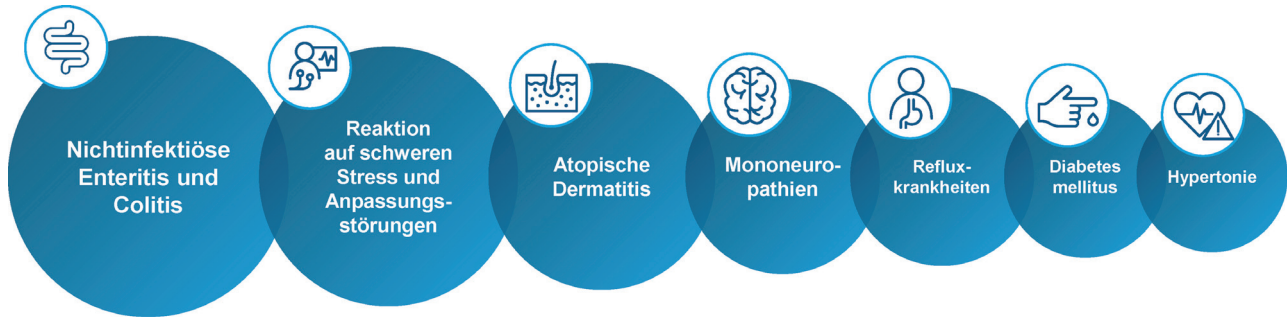 Nichtinfektiöse
Enteritis und
Colitis
Reaktion
auf schweren
Stress und
Anpassungs-
störungen
Atopische
Dermatitis
Mononeuro-
pathien
Reflux-
krankheiten
Diabetes
mellitus
Hypertonie